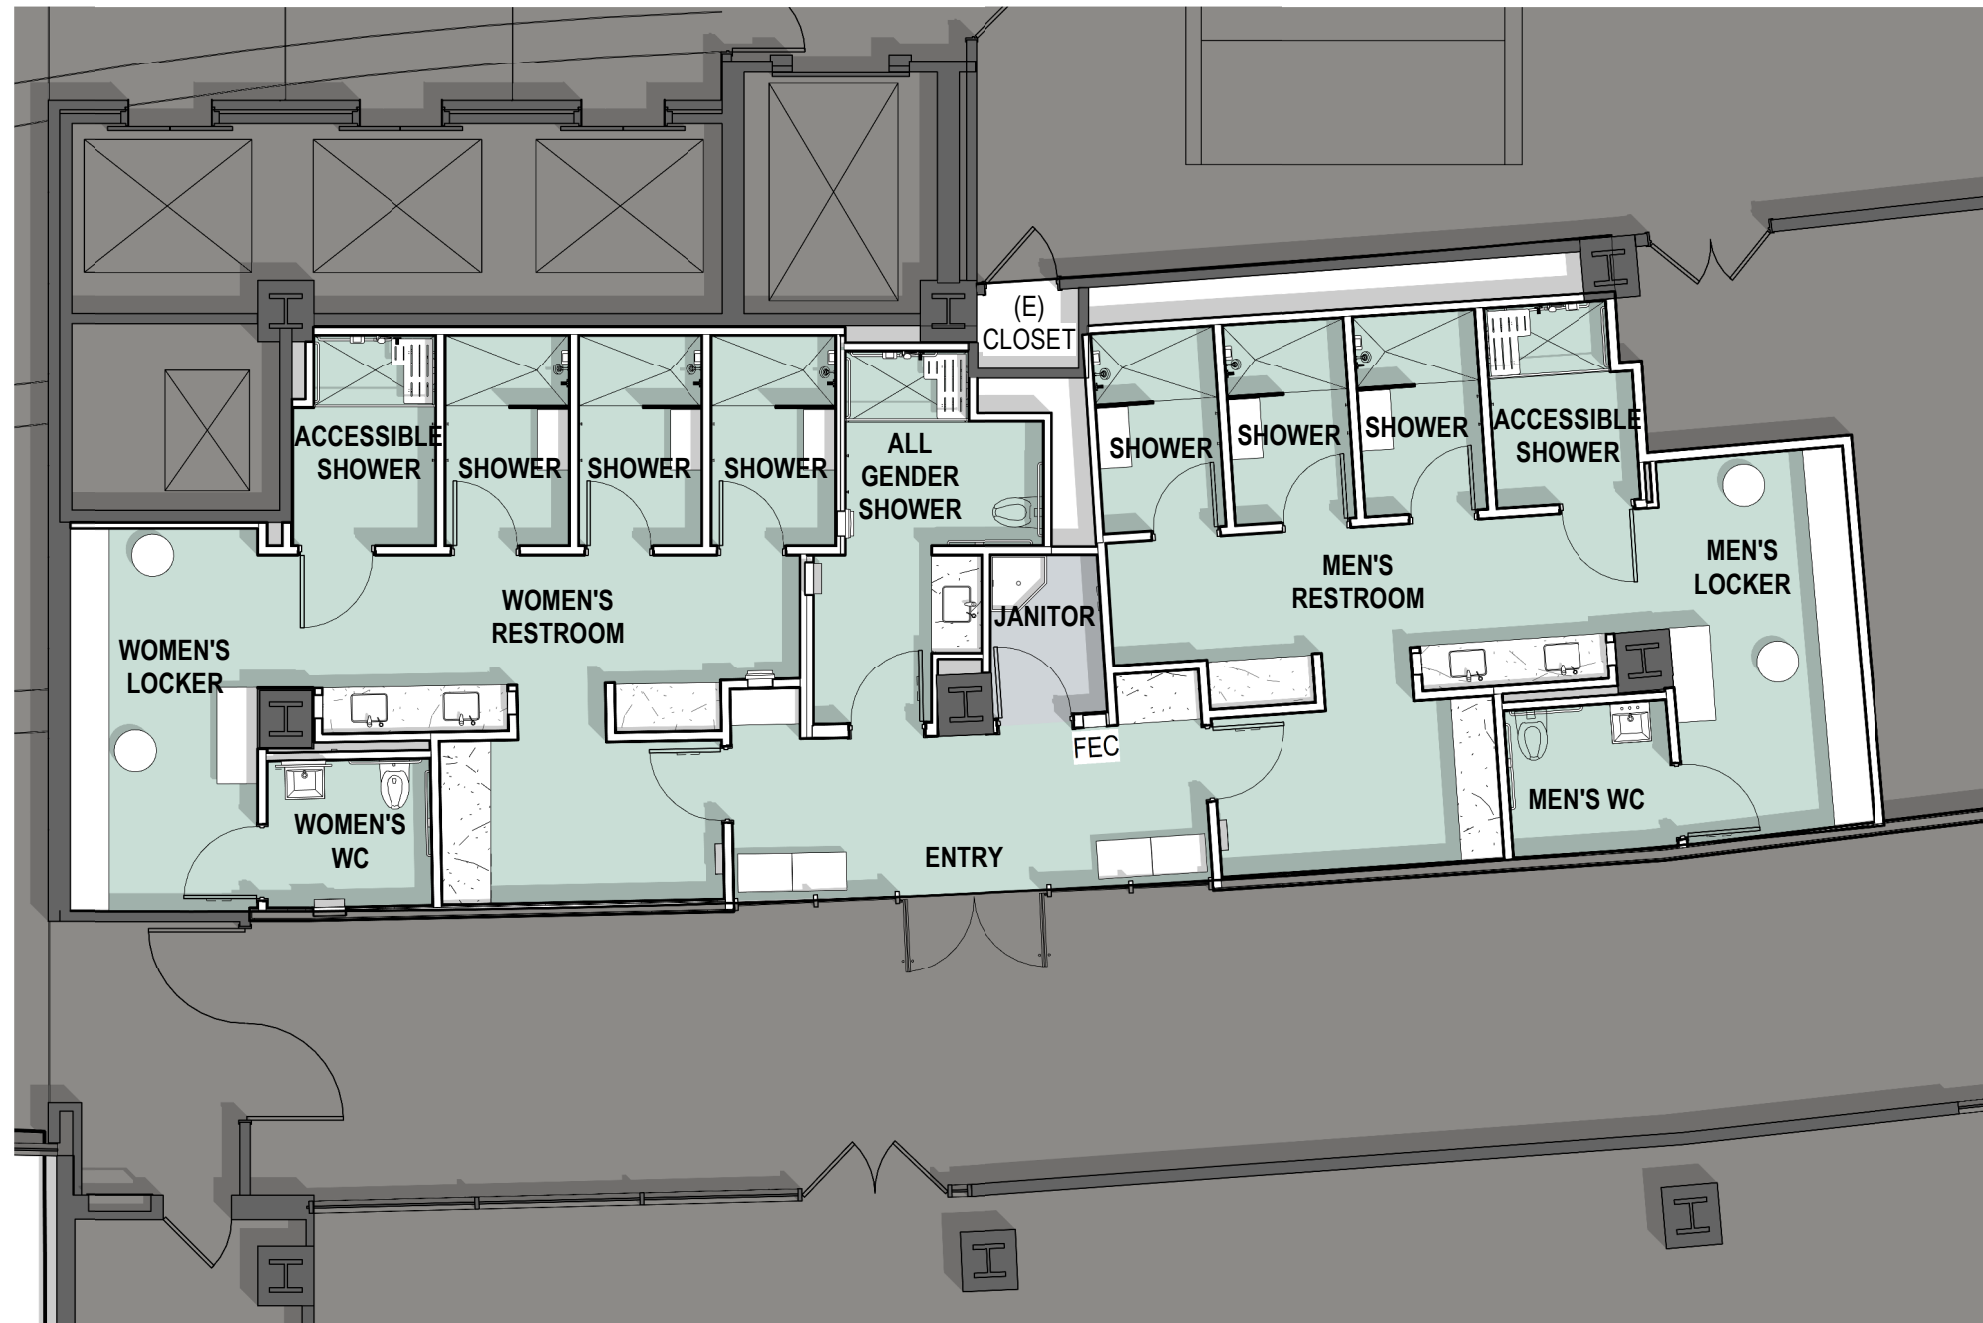 (E)
CLOSET
ACCESSIBLE
SHOWER
SHOWER
SHOWER
SHOWER
ALL
GENDER
SHOWER
SHOWER
SHOWER
SHOWER
ACCESSIBLE
SHOWER
WOMEN'S
LOCKER
WOMEN'S
RESTROOM
JANITOR
MEN'S
RESTROOM
MEN'S
LOCKER
FEC
WOMEN'S
WC
ENTRY
MEN'S WC